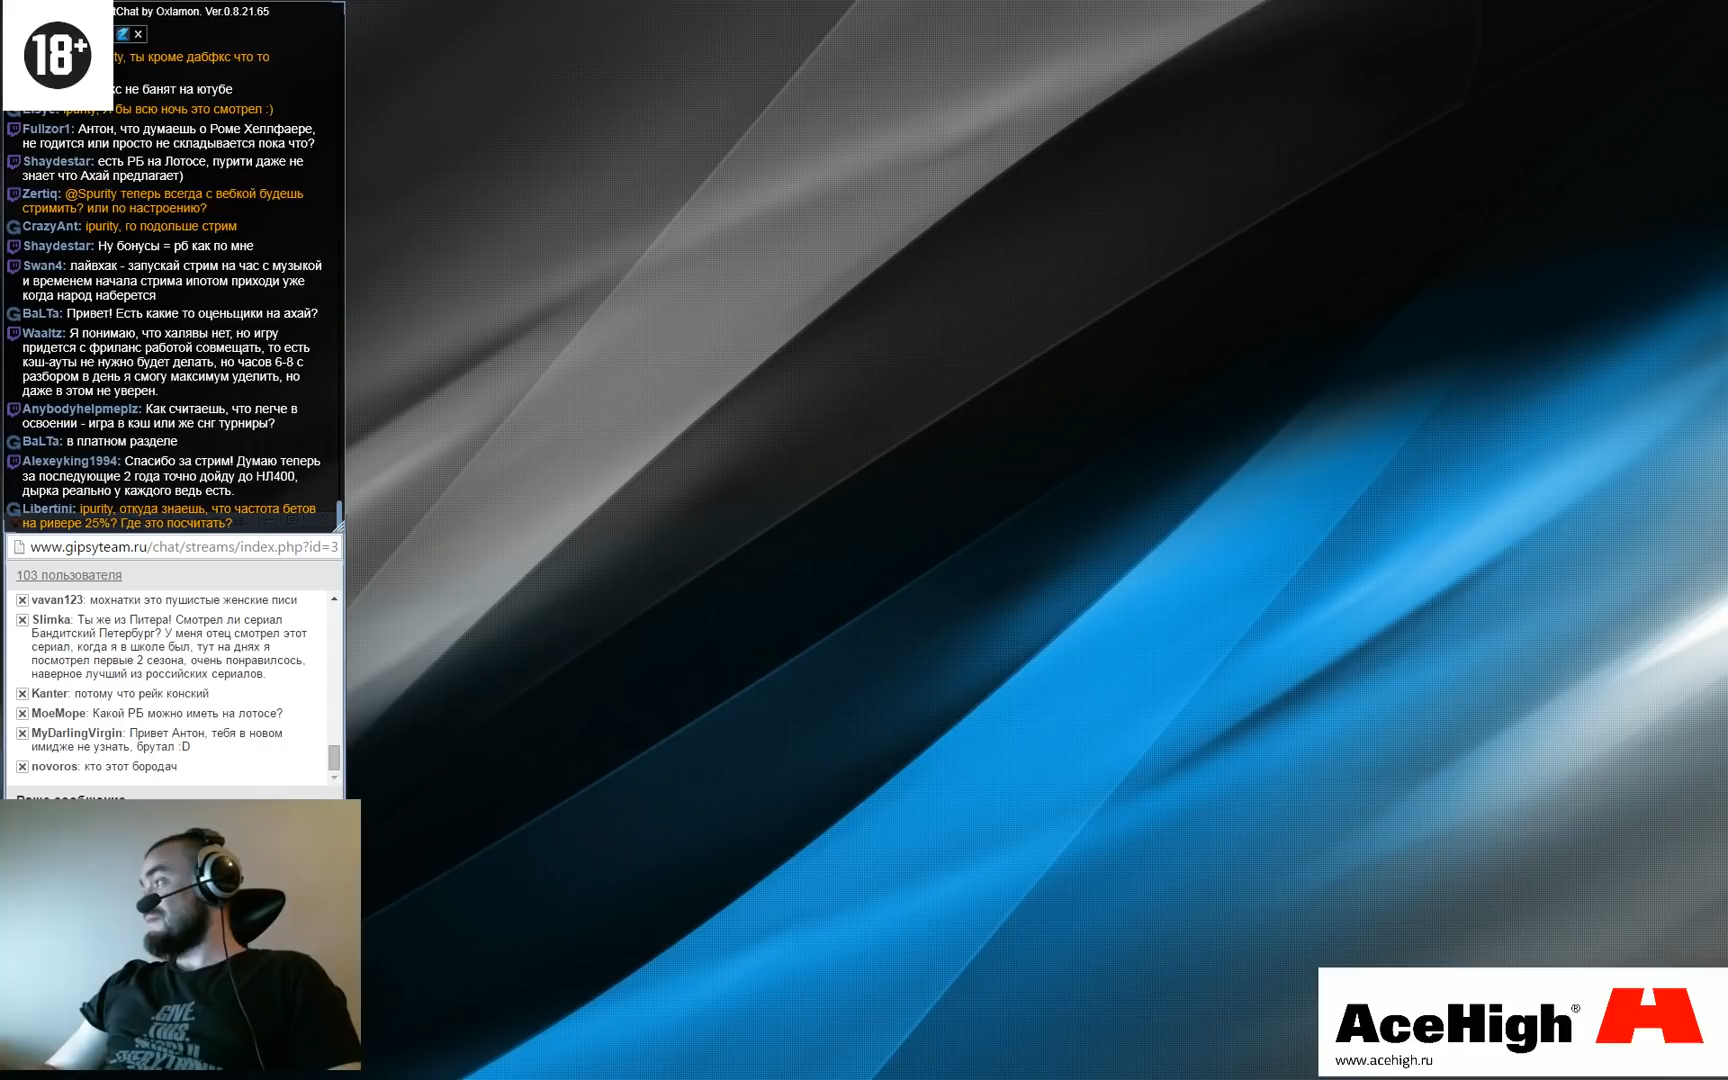 tChat by Oxlamon. Ver.0.8.21.65
18+
ty, ты кроме дабфкс что то
кс не банят на ютубе
бы всю ночь это смотрел :)
Fullzor1: Антон, что думаешь о Роме Хеллфаере,
не годится или просто не складывается пока что?
Shaydestar: есть РБ на Лотосе, пурити даже не
знает что Ахай предлагает)
Zertiq: @Spurity теперь всегда с вебкой будешь
стримить? или по настроению?
CrazyAnt: ipurity, го подольше стрим
Shaydestar: Ну бонусы = рб как по мне
Swan4: лайвхак - запускай стрим на час с музыкой
и временем начала стрима ипотом приходи уже
когда народ наберется
BaLTa: Привет! Есть какие то оценьщики на ахай?
Waaltz: Я понимаю, что халявы нет, но игру
придется с фриланс работой совмещать, то есть
кэш-ауты не нужно будет делать, но часов 6-8 с
разбором в день я смогу максимум уделить, но
даже в этом не уверен.
Anybodyhelpmeplz: Как считаешь, что легче в
освоении - игра в кэш или же снг турниры?
BaLTa: в платном разделе
Alexeyking1994: Спасибо за стрим! Думаю теперь
за последующие 2 года точно дойду до НЛ400,
дырка реально у каждого ведь есть.
Libertini: ipurity, откуда знаешь, что частота бетов
на ривере 25%? Где это посчитать?
www.gipsyteam.ru/chat/streams/index.php?id=3
103 пользователя
vavan123: мохнатки это пушистые женские писи
Slimka: Ты же из Питера! Смотрел ли сериал
Бандитский Петербург? У меня отец смотрел этот
сериал, когда я в школе был, тут на днях я
посмотрел первые 2 сезона, очень понравилсось,
наверное лучший из российских сериалов.
Kanter: потому что рейк конский
МоеМоре: Какой РБ можно иметь на лотосе?
MyDarlingVirgin: Привет Антон, тебя в новом
имидже не узнать, брутал :D
novoros: кто этот бородач
GIVE
THIS
WORLD
EVERYTHING
AceHigh®
www.acehigh.ru